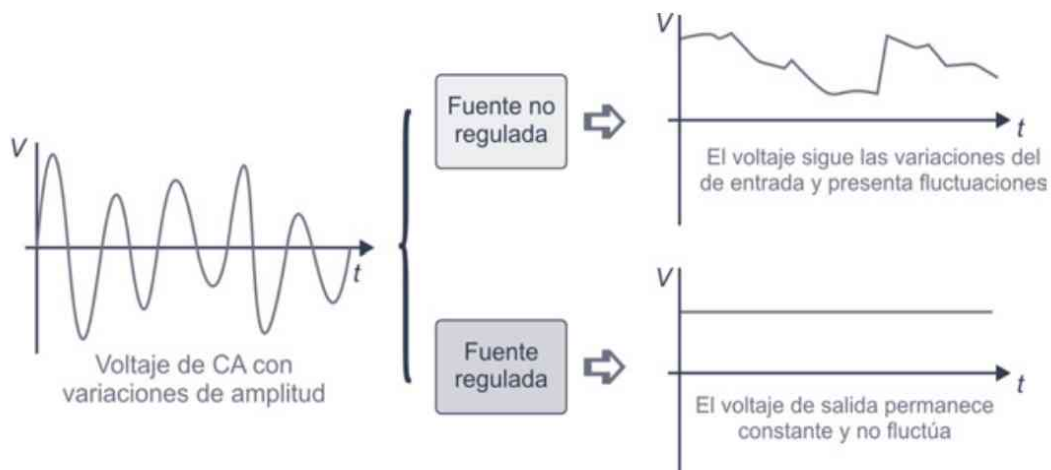 V
t
Voltaje de CA con
variaciones de amplitud
Fuente no
regulada
V
t
El voltaje sigue las variaciones del
de entrada y presenta fluctuaciones
Fuente
regulada
V
t
El voltaje de salida permanece
constante y no fluctúa